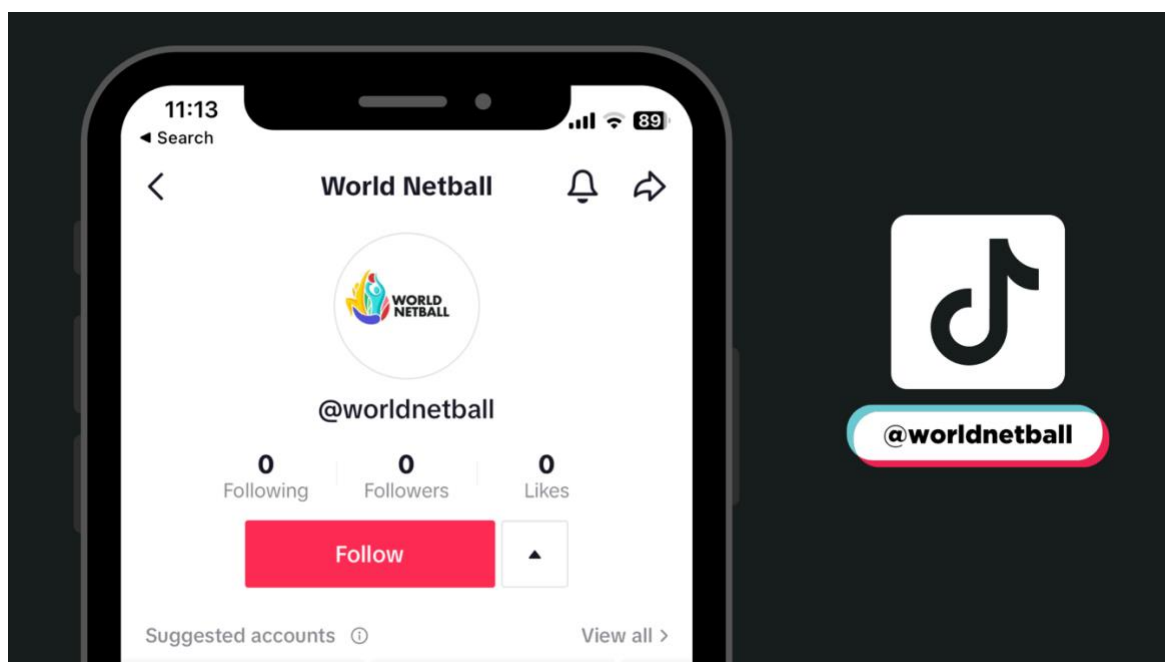 11:13
89
◄ Search
World Netball
WORLD
NETBALL
@worldnetball
0 0 0
Following Followers Likes
Follow
Suggested accounts View all >
@worldnetball